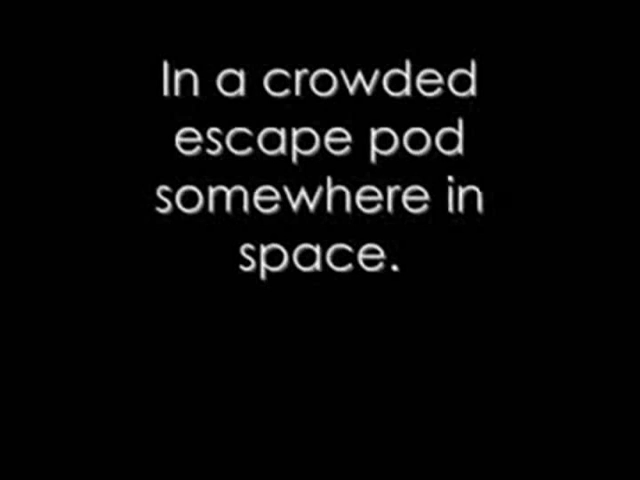 In a crowded
escape pod
somewhere in
space.